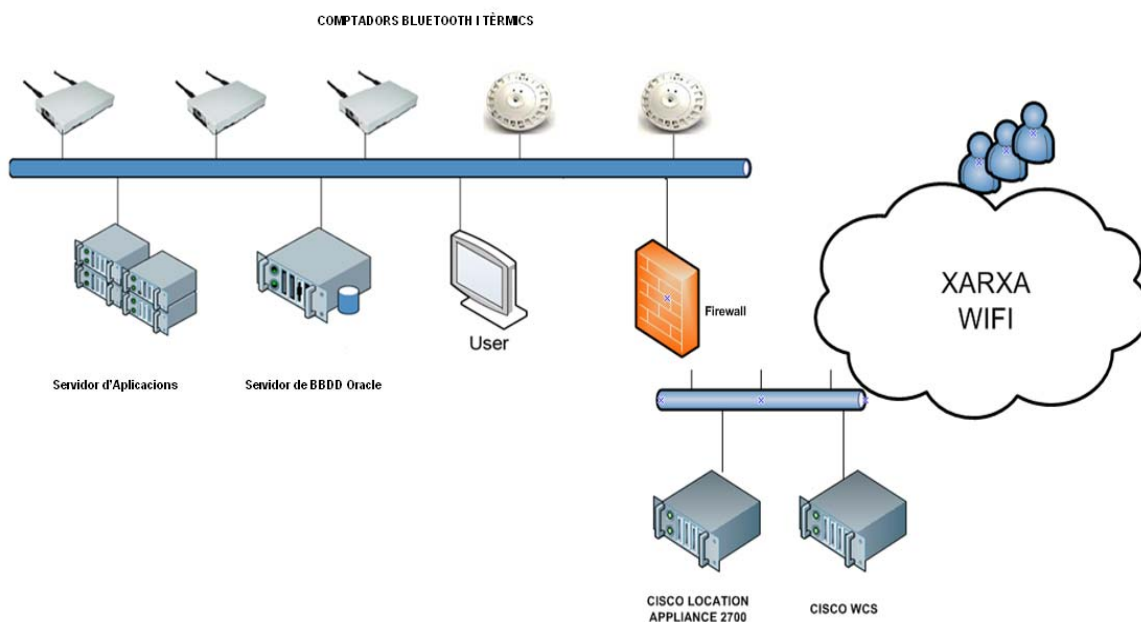 COMPTADORS BLUETOOTH I TÈRMICS
XARXA
WIFI
Firewall
User
Servidor d'Aplicacions
Servidor de BBDD Oracle
CISCO LOCATION
APPLIANCE 2700
CISCO WCS